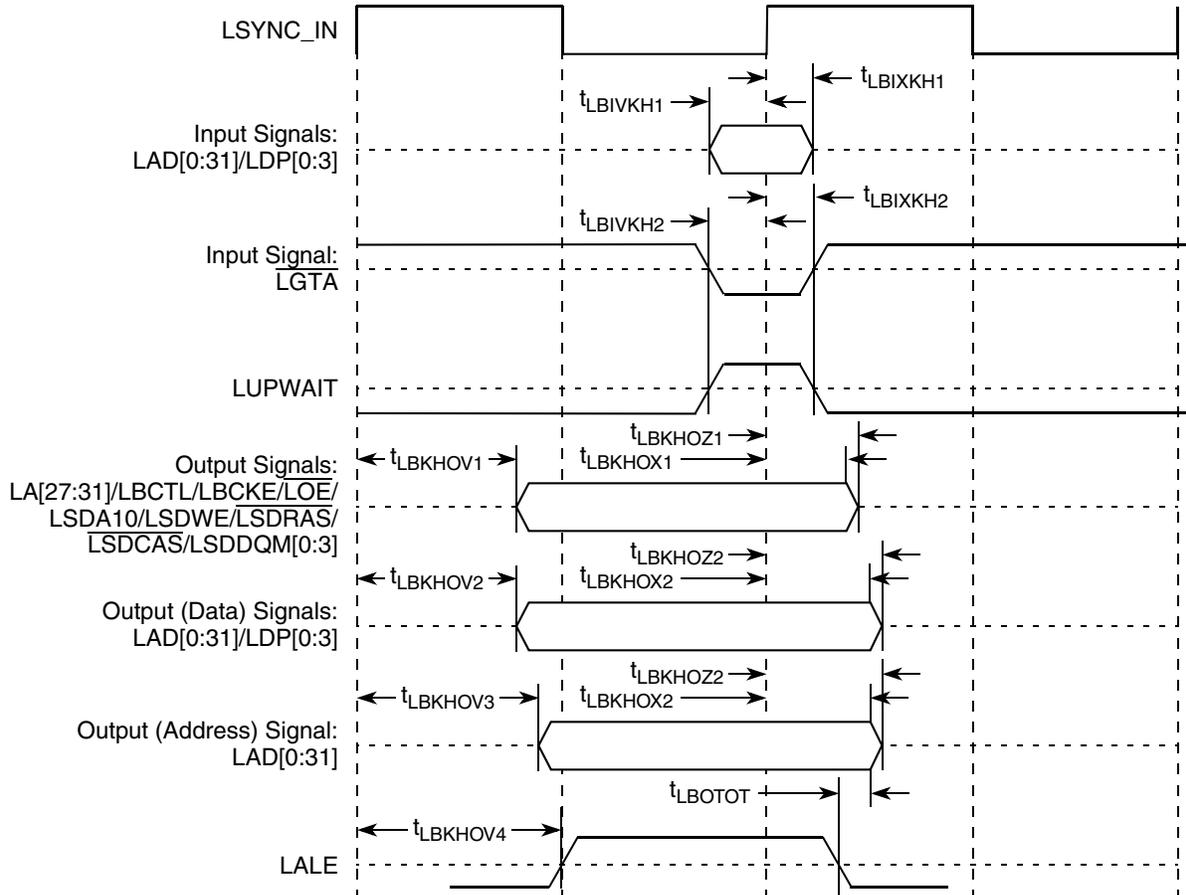 LSYNC_IN
tLBIXKH1
tLBIVKH1
Input Signals:
LAD[0:31]/LDP[0:3]
tLBIXKH2
tLBIVKH2
Input Signal:
LGTA
LUPWAIT
tLBKHOZ1
tLBKHOV1
tLBKHOX1
Output Signals:
LA[27:31]/LBCTL/LBCKE/LOE/
LSDA10/LSDWE/LSDRAS/
LSDCAS/LSDDQM[0:3]
tLBKHOZ2
tLBKHOV2
tLBKHOX2
Output (Data) Signals:
LAD[0:31]/LDP[0:3]
tLBKHOZ2
tLBKHOV3
tLBKHOX2
Output (Address) Signal:
LAD[0:31]
tLBOTOT
tLBKHOV4
LALE